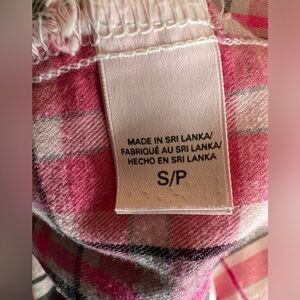 MADE IN SRI LANKA/
FABRIQUÉ AU SRI LANKA/
HECHO EN SRI LANKA
S/P